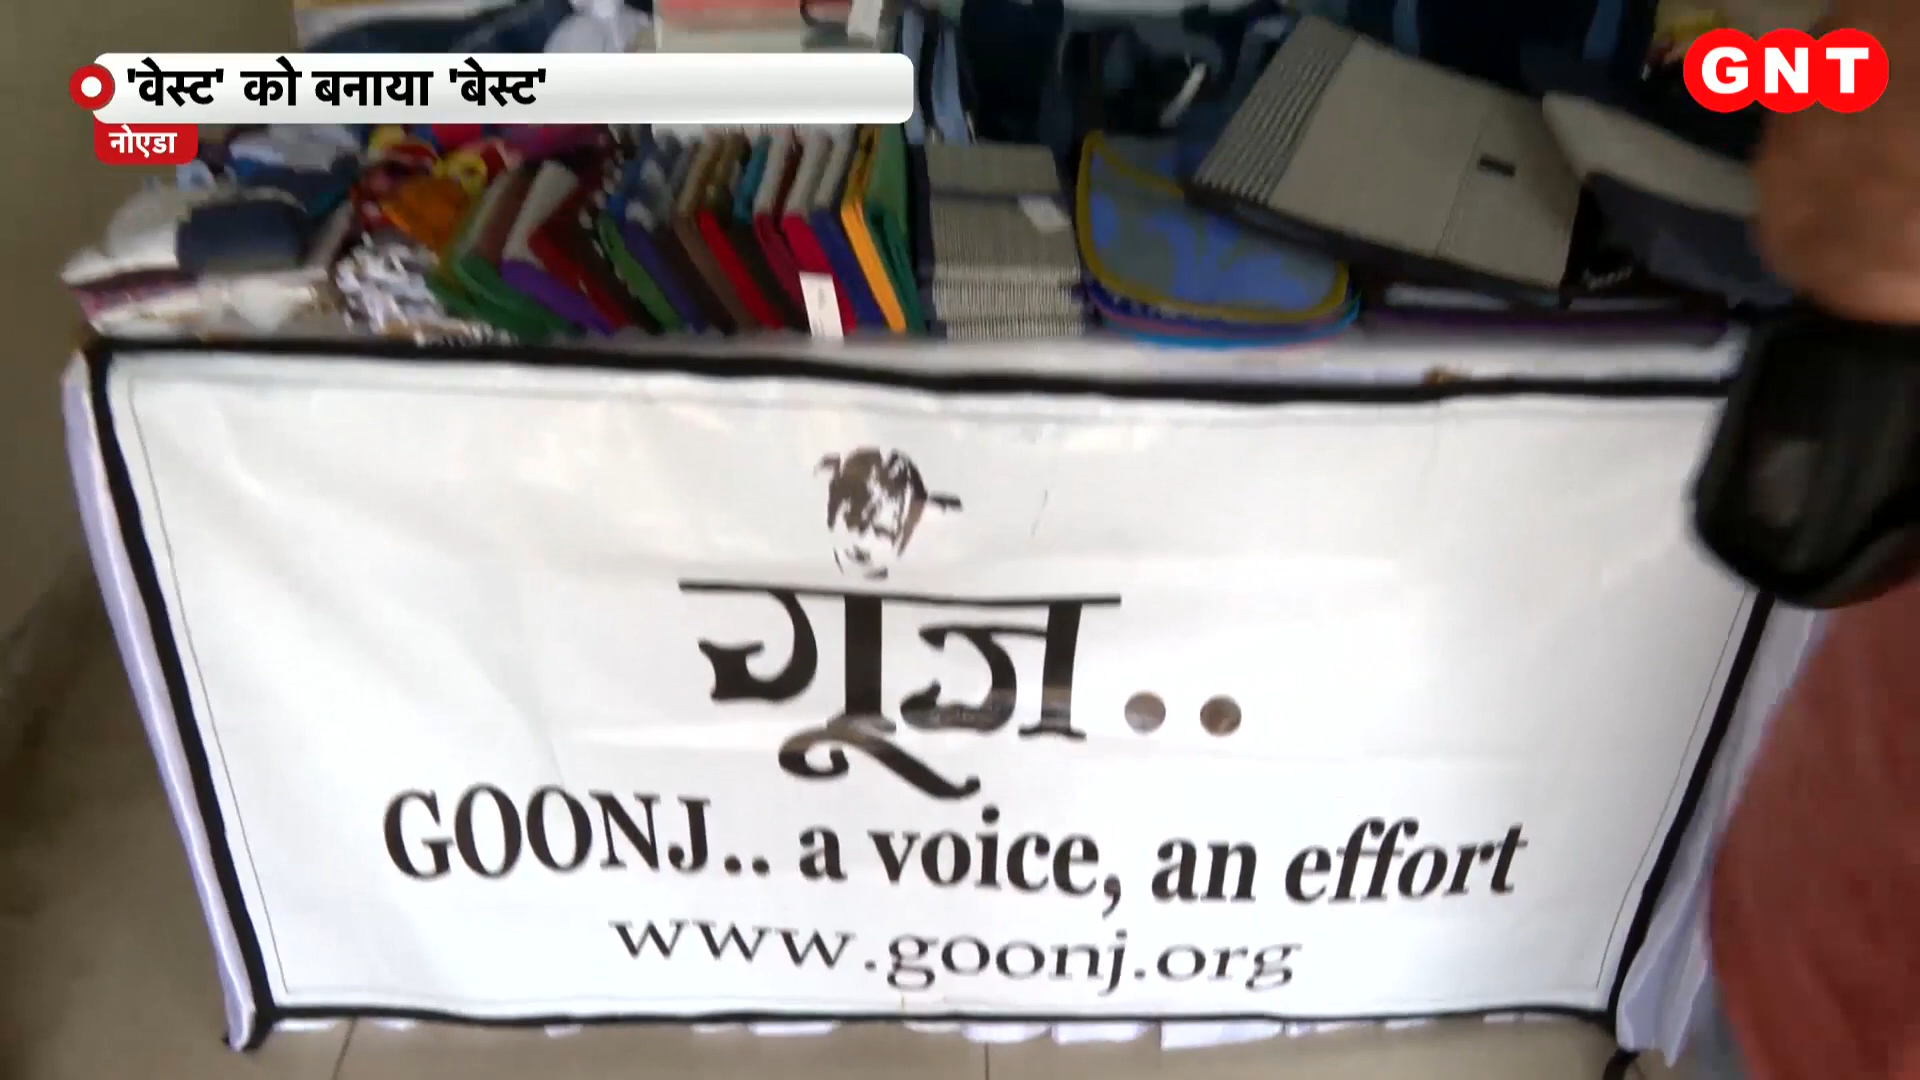 'वेस्ट' को बनाया 'बेस्ट'
नोएडा
GNT
गूंज..
GOONJ.. a voice, an effort
www.goonj.org